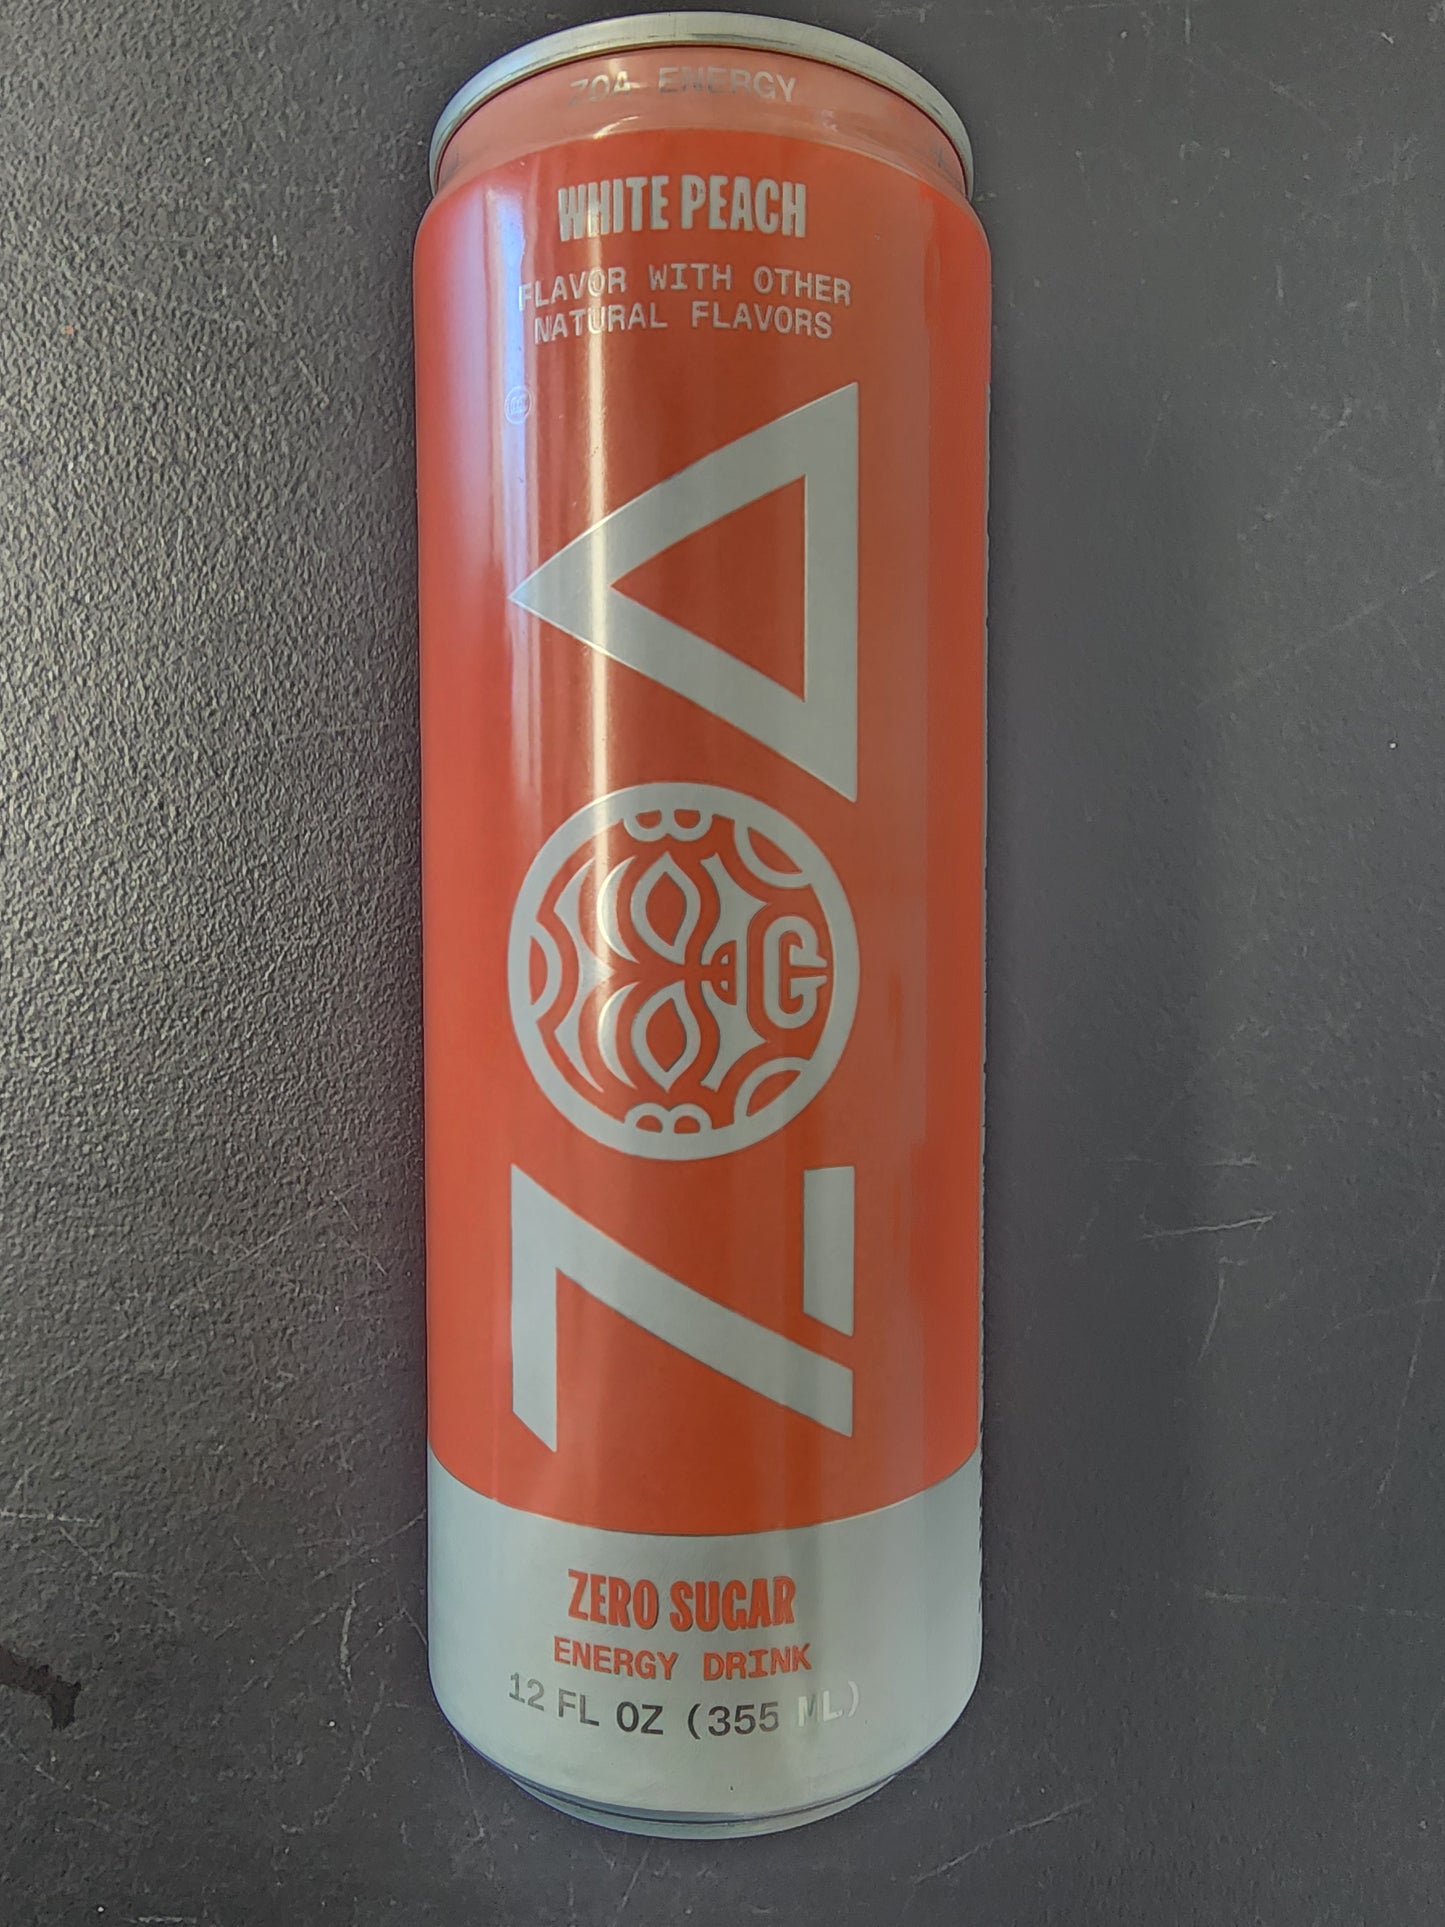 ZOA ENERGY
WHITE PEACH
FLAVOR WITH OTHER
NATURAL FLAVORS
ZOA
G
ZERO SUGAR
ENERGY DRINK
12 FL OZ (355 ML)